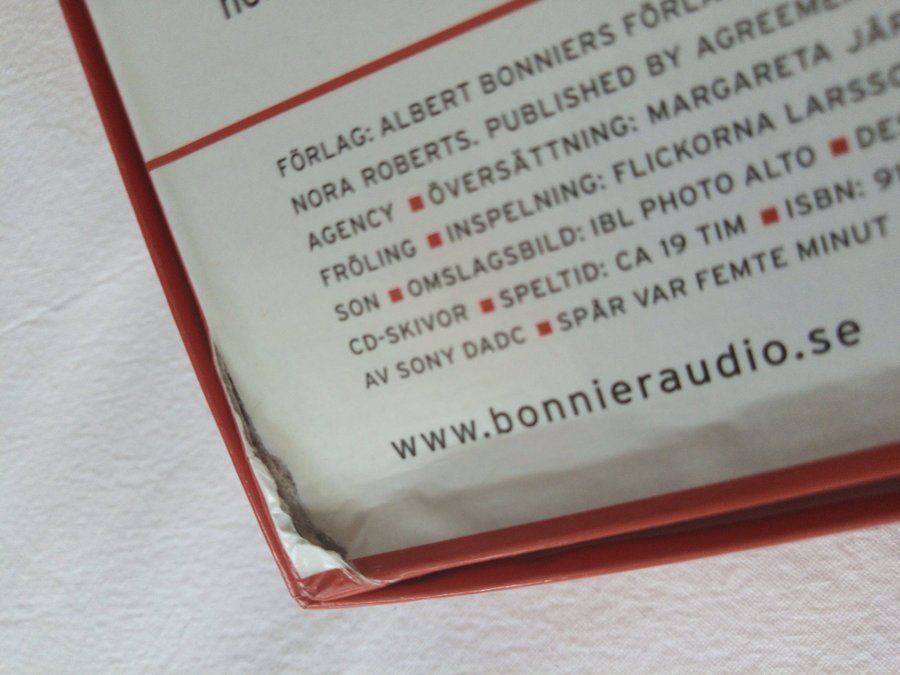 FÖRLAG: ALBERT BONNIERS
NORA ROBERTS. PUBLISHED BY
AGENCY ■ ÖVERSÄTTNING: MARGARETA
FRÖLING ■ INSPELNING: FLICKORNA
SON ■ OMSLAGSBILD: IBL PHOTO ALTO ■
CD-SKIVOR ■ SPELTID: CA 19 TIM ■ ISBN:
AV SONY DADC ■ SPÅR VAR FEMTE MINUT
www.bonnieraudio.se